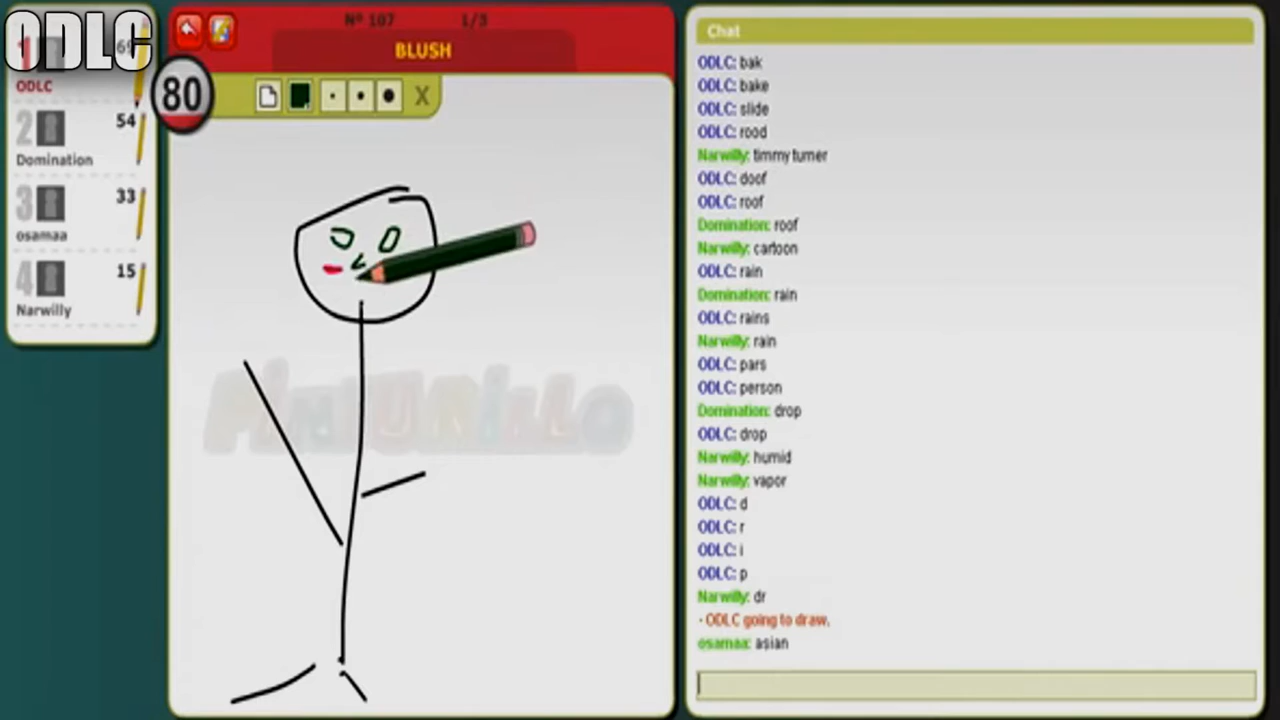 ODLC
1
69
ODLC
2
54
Domination
3
33
osamaa
4
15
Narwilly
Nº 107
1/3
BLUSH
80
X
PINTURILLO
Chat
ODLC: bak
ODLC: bake
ODLC: slide
ODLC: rood
Narwilly: timmy turner
ODLC: doof
ODLC: roof
Domination: roof
Narwilly: cartoon
ODLC: rain
Domination: rain
ODLC: rains
Narwilly: rain
ODLC: pars
ODLC: person
Domination: drop
ODLC: drop
Narwilly: humid
Narwilly: vapor
ODLC: d
ODLC: r
ODLC: i
ODLC: p
Narwilly: dr
· ODLC going to draw.
osamaa: asian